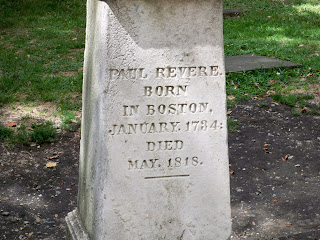 PAUL REVERE.
BORN
IN BOSTON,
JANUARY, 1734:
DIED
MAY, 1818.